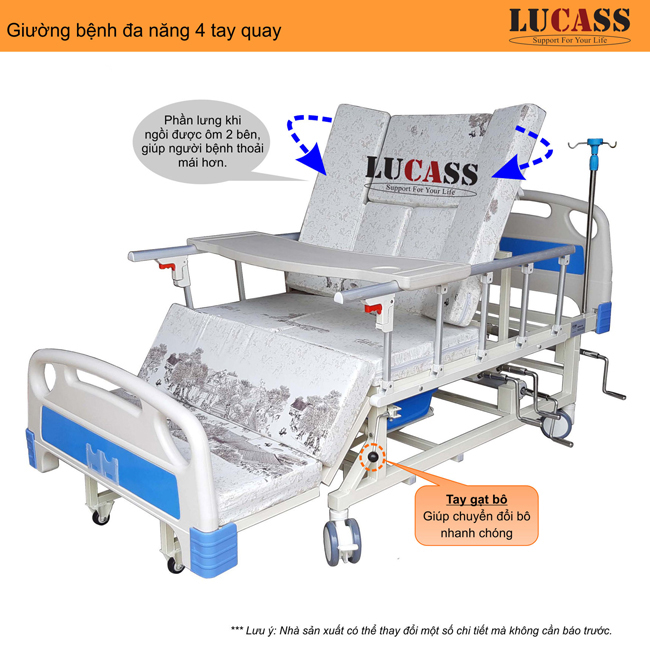 Giường bệnh đa năng 4 tay quay
LUCASS
Support For Your Life
Phần lưng khi
ngồi được ôm 2 bên,
giúp người bệnh thoải
mái hơn.
LUCASS
Support For Your Life
Tay gạt bô
Giúp chuyển đổi bô
nhanh chóng
*** Lưu ý: Nhà sản xuất có thể thay đổi một số chi tiết mà không cần báo trước.